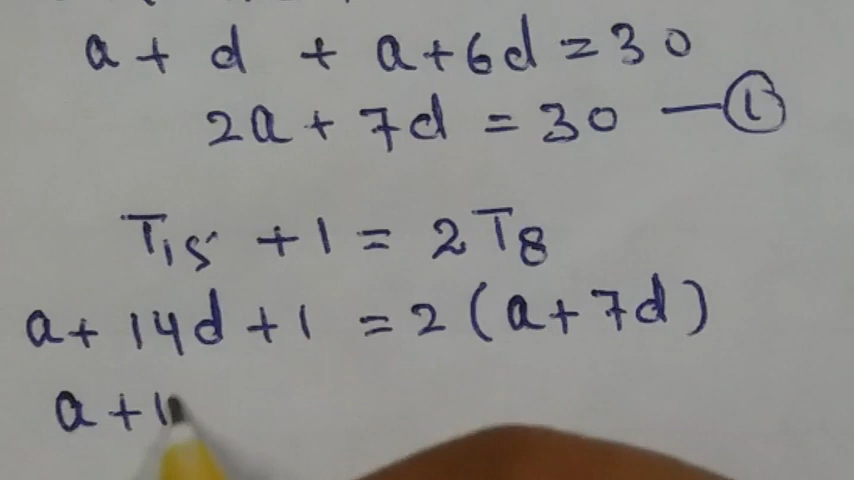 a + d + a+6d = 30
2a + 7d = 30 — ①
T₁₅ + 1 = 2T₈
a + 14d + 1 = 2 (a + 7d)
a + 1